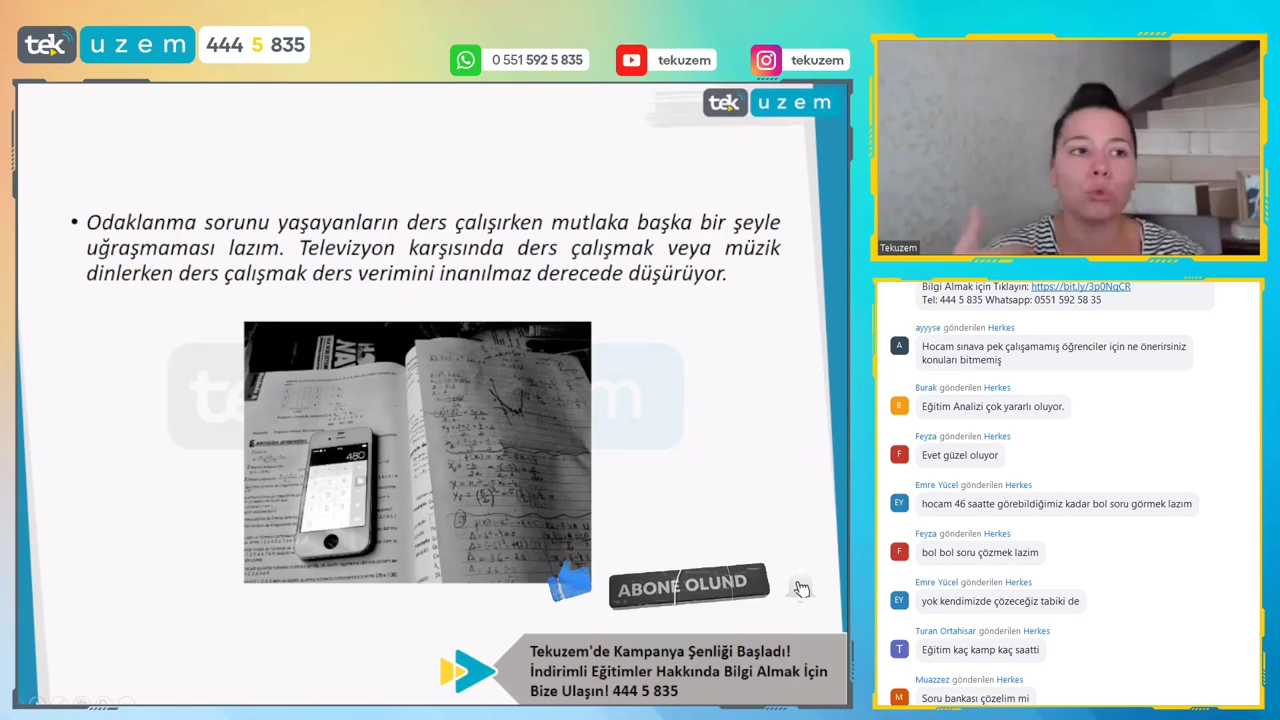 tek uzem 444 5 835
0 551 592 5 835
tekuzem
tekuzem
tek uzem
• Odaklanma sorunu yaşayanların ders çalışırken mutlaka başka bir şeyle
uğraşmaması lazım. Televizyon karşısında ders çalışmak veya müzik
dinlerken ders çalışmak ders verimini inanılmaz derecede düşürüyor.
480
ABONE OLUND
Tekuzem'de Kampanya Şenliği Başladı!
İndirimli Eğitimler Hakkında Bilgi Almak İçin
Bize Ulaşın! 444 5 835
Tekuzem
Bilgi Almak için Tıklayın: https://bit.ly/3p0NqCR
Tel: 444 5 835 Whatsapp: 0551 592 58 35
ayyyse gönderilen Herkes
A
Hocam sınava pek çalışamamış öğrenciler için ne önerirsiniz
konuları bitmemiş
Burak gönderilen Herkes
B
Eğitim Analizi çok yararlı oluyor.
Feyza gönderilen Herkes
F
Evet güzel oluyor
Emre Yücel gönderilen Herkes
EY
hocam 46 saatte görebildiğimiz kadar bol soru görmek lazım
Feyza gönderilen Herkes
F
bol bol soru çözmek lazim
Emre Yücel gönderilen Herkes
EY
yok kendimizde çözeceğiz tabiki de
Turan Ortahisar gönderilen Herkes
T
Eğitim kaç kamp kaç saatti
Muazzez gönderilen Herkes
M
Soru bankası çözelim mi